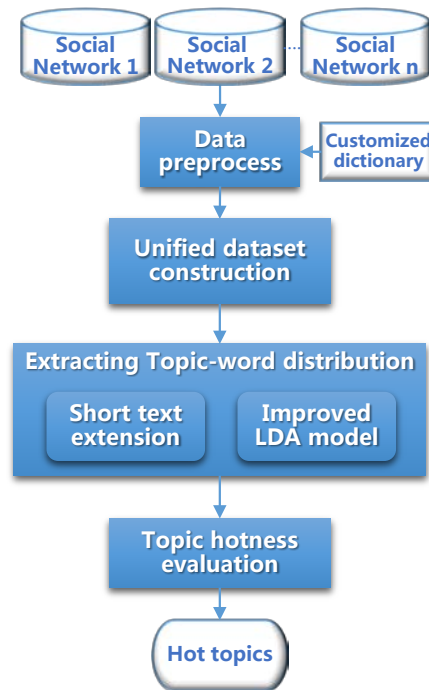 Social
Network 1
Social
Network 2
......
Social
Network n
Data
preprocess
Customized
dictionary
Unified dataset
construction
Extracting Topic-word distribution
Short text
extension
Improved
LDA model
Topic hotness
evaluation
Hot topics